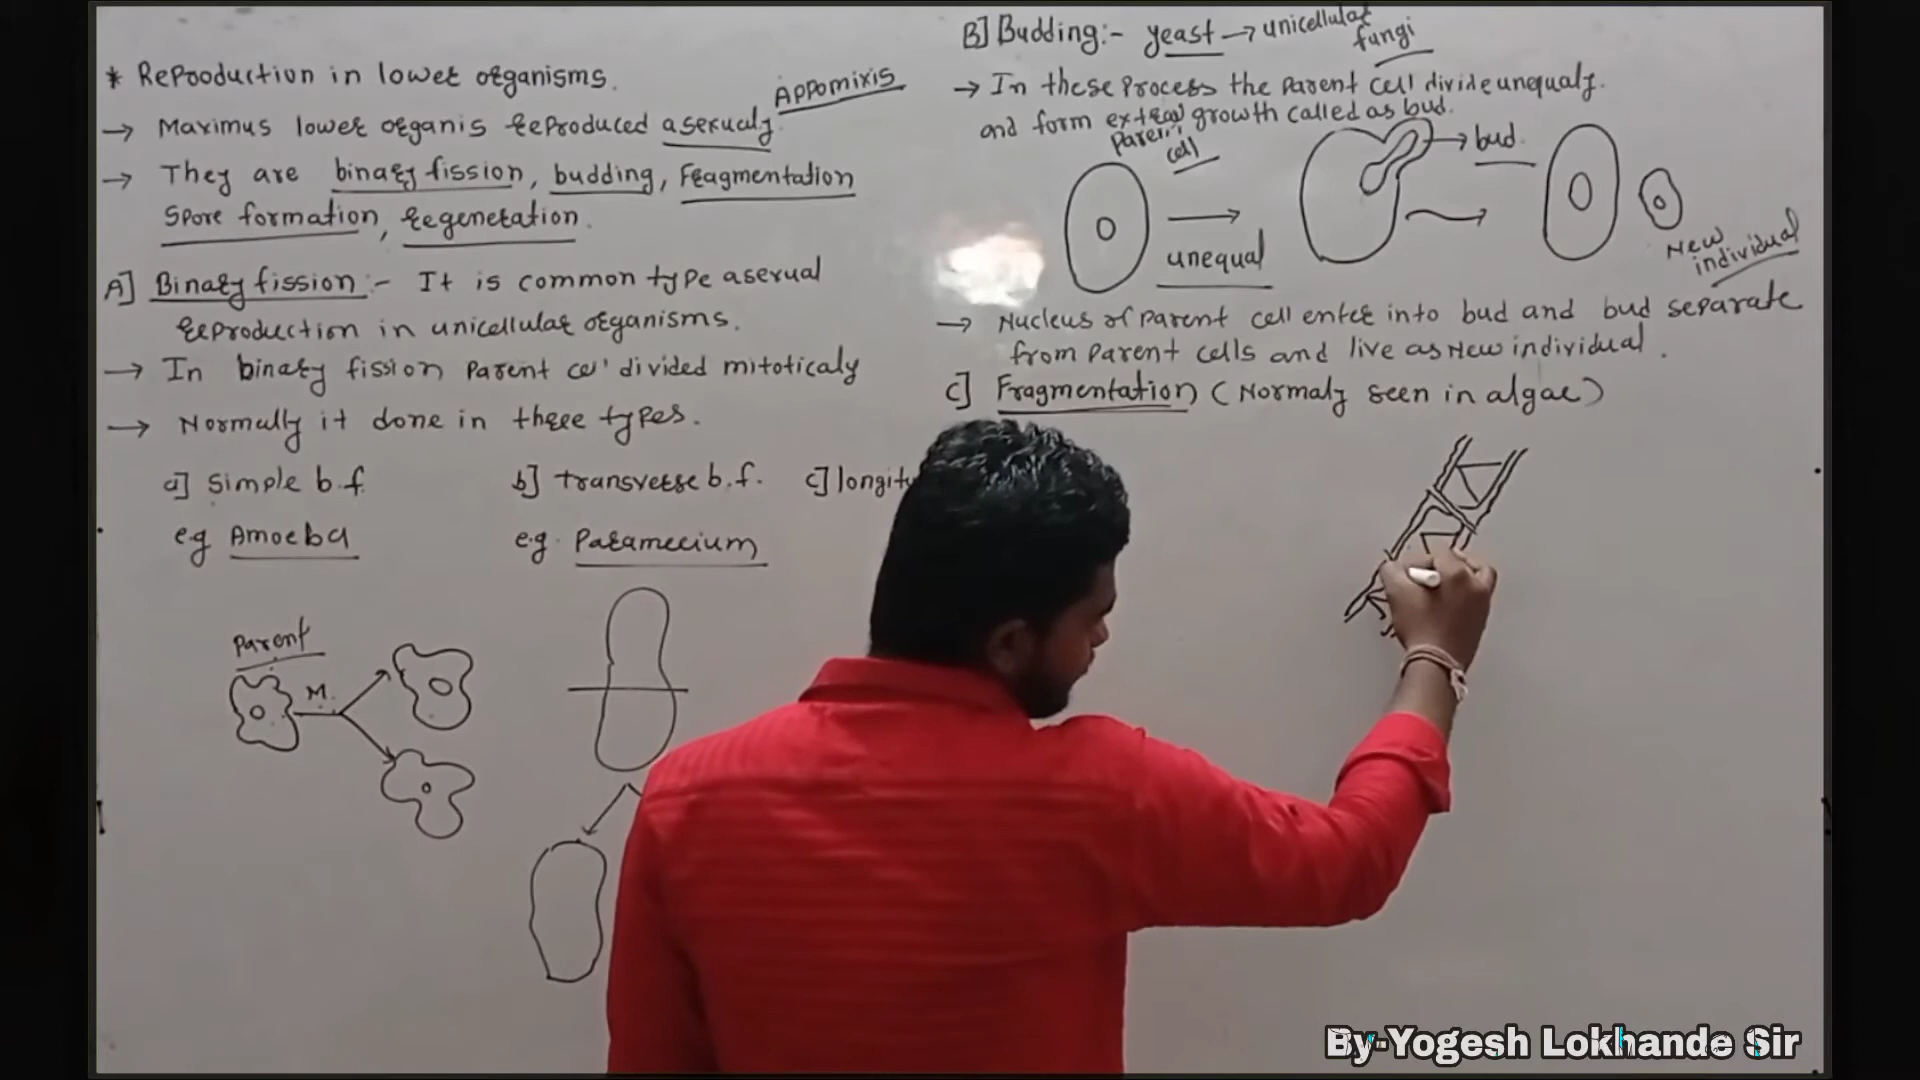 * Repooduction in lower organisms.
Appomixis
→ Maximus lower organis reproduced asexualy
→ They are binary fission, budding, Fragmentation
Spore formation, regeneration.
A] Binary fission :- It is common type asexual
reproduction in unicellular organisms.
→ In binary fission Parent ce divided mitoticaly
→ Normally it done in three types.
a] Simple b.f. b] transverse b.f. c] longitu
e.g Amoeba e.g. Paramecium
Parent
M.
B] Budding:- yeast → unicellular
fungi
→ In these Process the Parent cell divide unequaly.
and form extra growth called as bud.
Parent
cell
→ bud.
unequal
New
individual
→ Nucleus of Parent cell enter into bud and bud separate
from Parent cells and live as New individual.
C] Fragmentation (Normaly seen in algae)
By-Yogesh Lokhande Sir